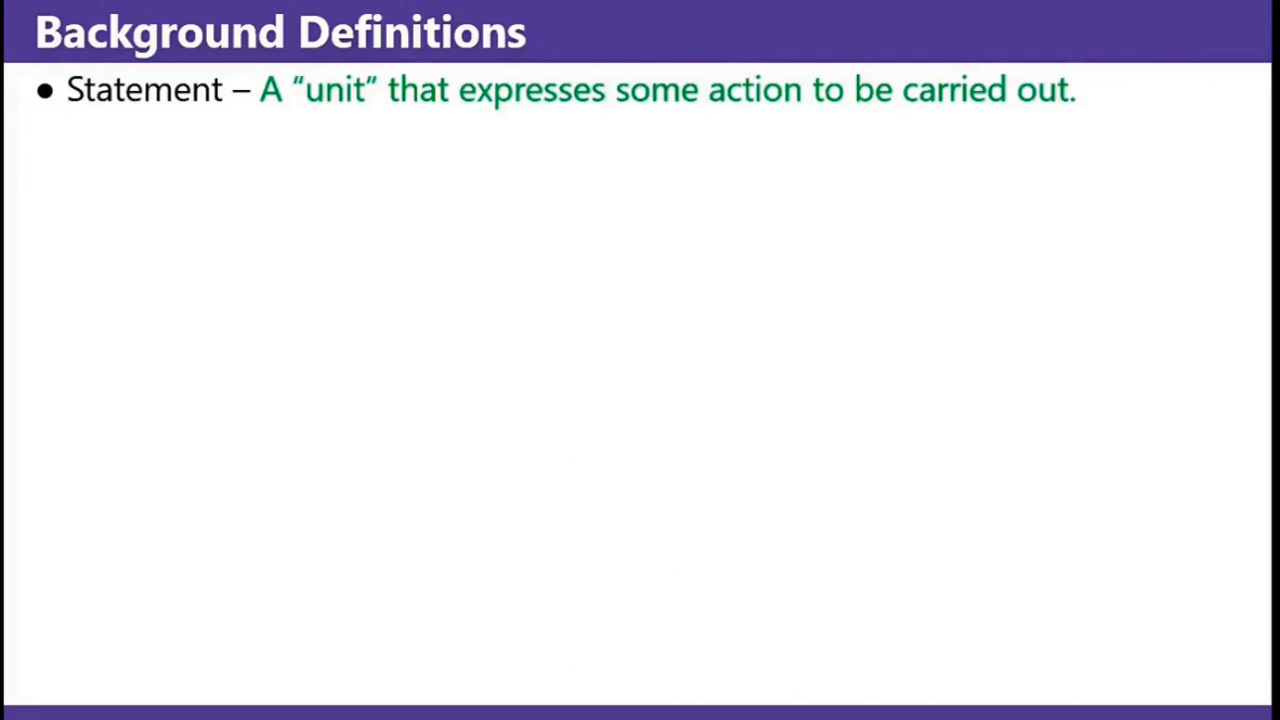 Background Definitions
● Statement – A “unit” that expresses some action to be carried out.